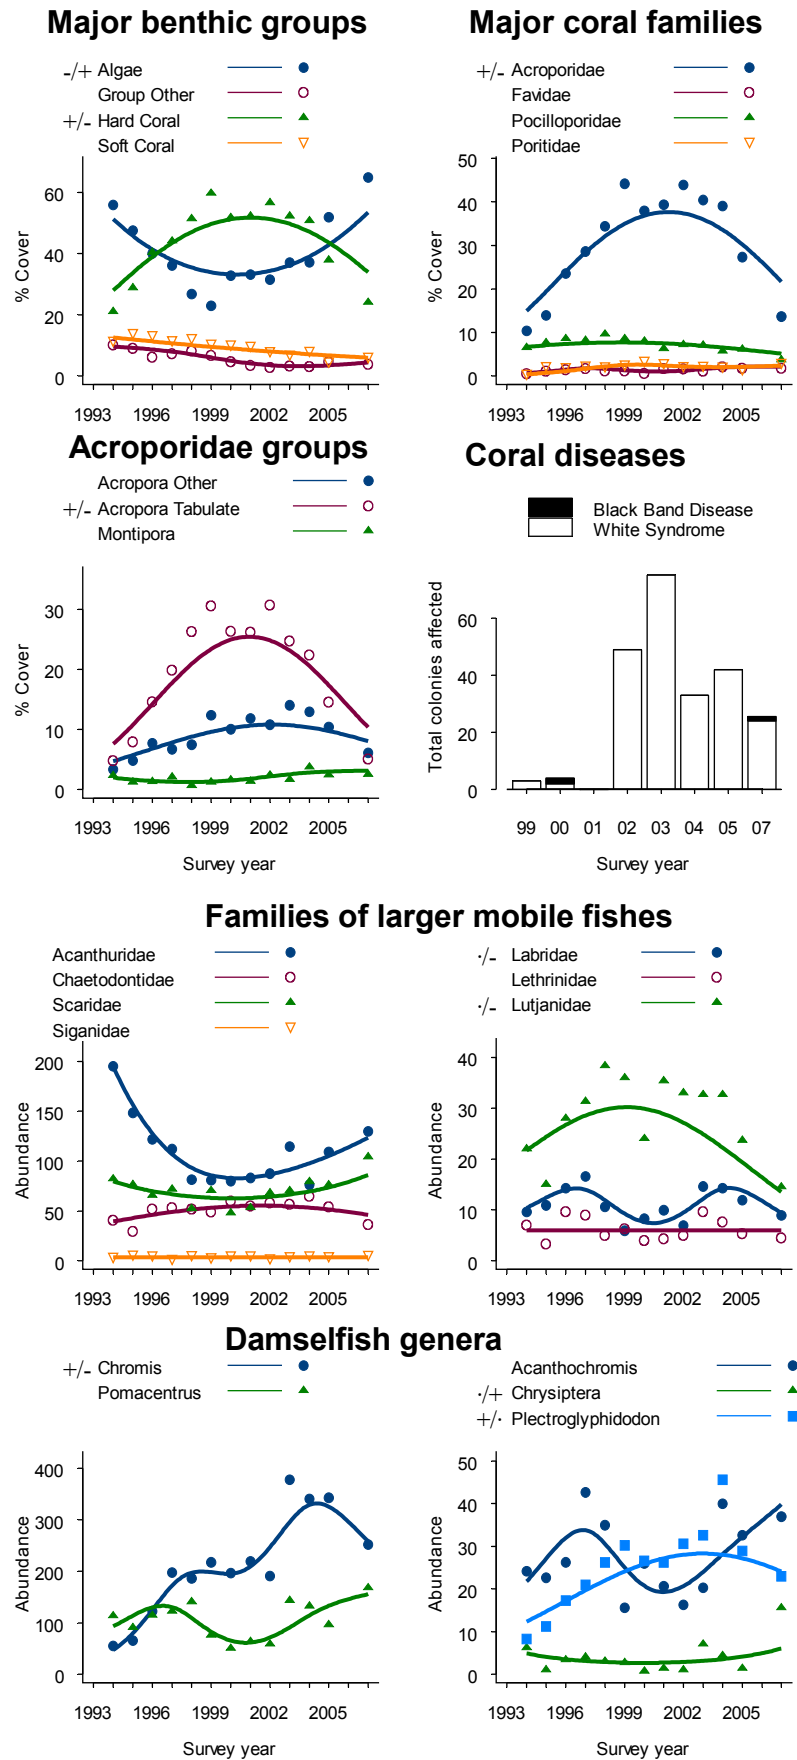 Major benthic groups
-/+ Algae
Group Other
+/- Hard Coral
Soft Coral
% Cover
60
40
20
0
1993 1996 1999 2002 2005
Major coral families
+/- Acroporidae
Favidae
Pocilloporidae
Poritidae
% Cover
50
40
30
20
10
0
1993 1996 1999 2002 2005
Acroporidae groups
Acropora Other
+/- Acropora Tabulate
Montipora
% Cover
30
20
10
0
1993 1996 1999 2002 2005
Survey year
Coral diseases
Black Band Disease
White Syndrome
Total colonies affected
60
40
20
0
99 00 01 02 03 04 05 07
Survey year
Families of larger mobile fishes
Acanthuridae
Chaetodontidae
Scaridae
Siganidae
Abundance
200
150
100
50
0
1993 1996 1999 2002 2005
·/- Labridae
Lethrinidae
·/- Lutjanidae
Abundance
40
30
20
10
0
1993 1996 1999 2002 2005
Damselfish genera
+/- Chromis
Pomacentrus
Abundance
400
300
200
100
0
1993 1996 1999 2002 2005
Survey year
Acanthochromis
·/+ Chrysiptera
+/· Plectroglyphidodon
Abundance
50
40
30
20
10
0
1993 1996 1999 2002 2005
Survey year